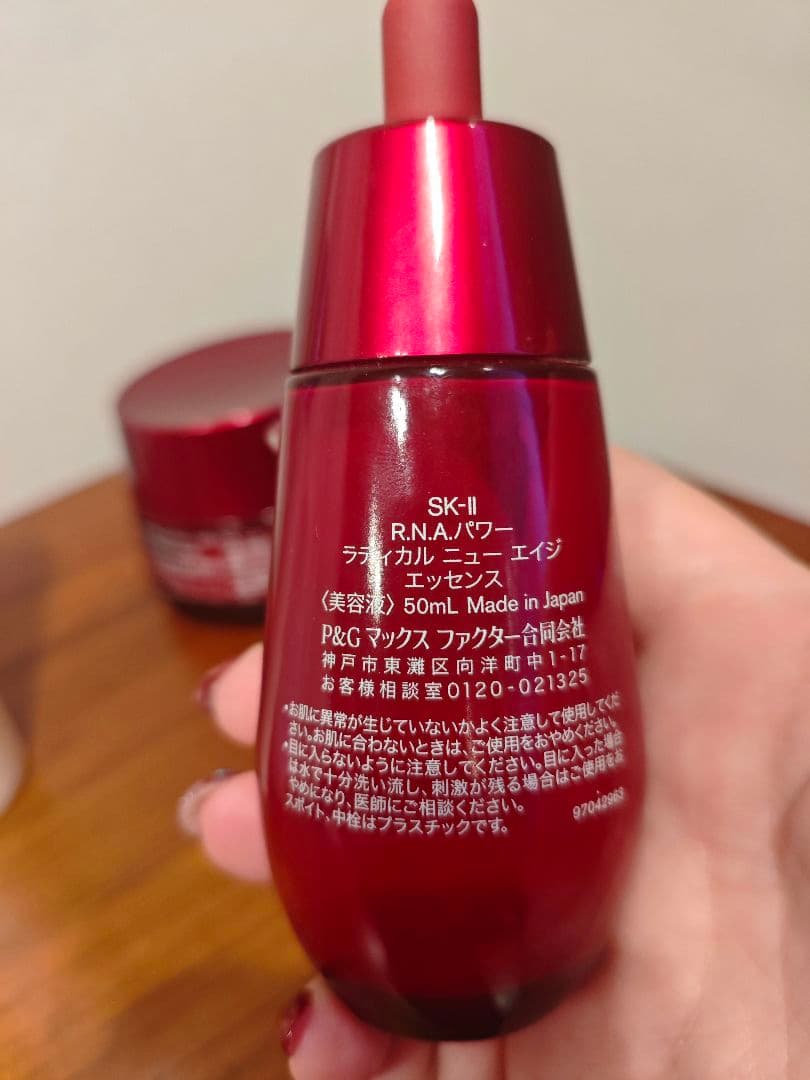 SK-II
R.N.A.パワー
ラディカル ニュー エイジ
エッセンス
〈美容液〉 50mL Made in Japan
P&G マックス ファクター合同会社
神戸市東灘区向洋町中1-17
お客様相談室0120-021325
*お肌に異常が生じていないかよく注意して使用してくだ
さい。お肌に合わないときは、ご使用をおやめください。
*目に入らないように注意してください。目に入った場合
は水で十分洗い流し、刺激が残る場合はご使用をお
やめになり、医師にご相談ください。
スポイト、中栓はプラスチックです。
97042963